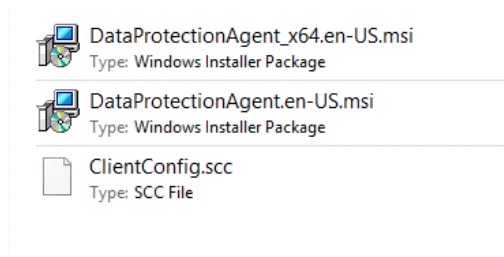 DataProtectionAgent_x64.en-US.msi
Type: Windows Installer Package
DataProtectionAgent.en-US.msi
Type: Windows Installer Package
ClientConfig.scc
Type: SCC File